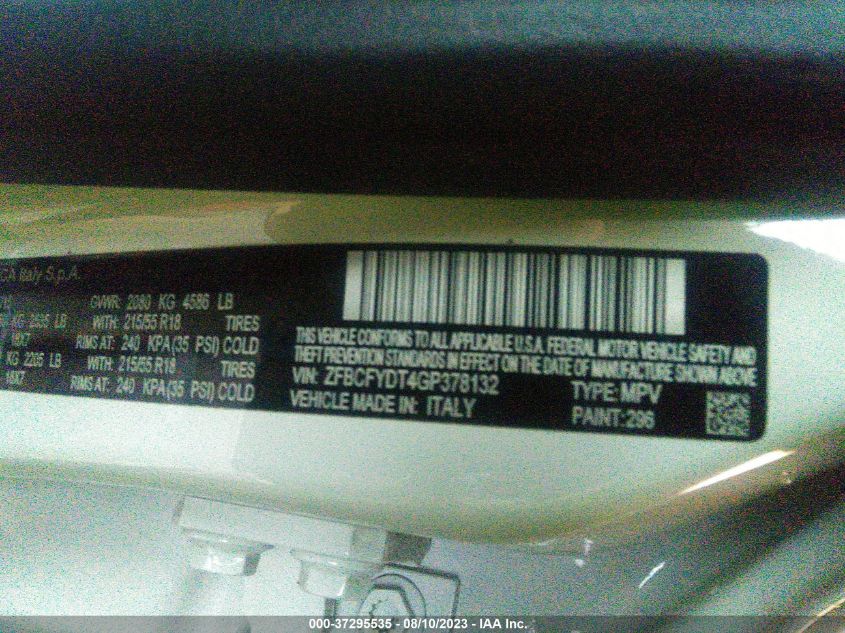 CA Italy S.p.A.
GVWR: 2080 KG 4586 LB
LB WITH: 215/55 R18 TIRES
RIMS AT: 240 KPA(35 PSI) COLD
KG 2205 LB WITH: 215/55 R18 TIRES
RIMS AT: 240 KPA(35 PSI) COLD
THIS VEHICLE CONFORMS TO ALL APPLICABLE U.S.A. FEDERAL MOTOR VEHICLE SAFETY AND
THEFT PREVENTION STANDARDS IN EFFECT ON THE DATE OF MANUFACTURE SHOWN ABOVE
VIN: ZFBCFYDT4GP378132 TYPE: MPV
VEHICLE MADE IN: ITALY PAINT: 296
000-37295535 - 08/10/2023 - IAA Inc.